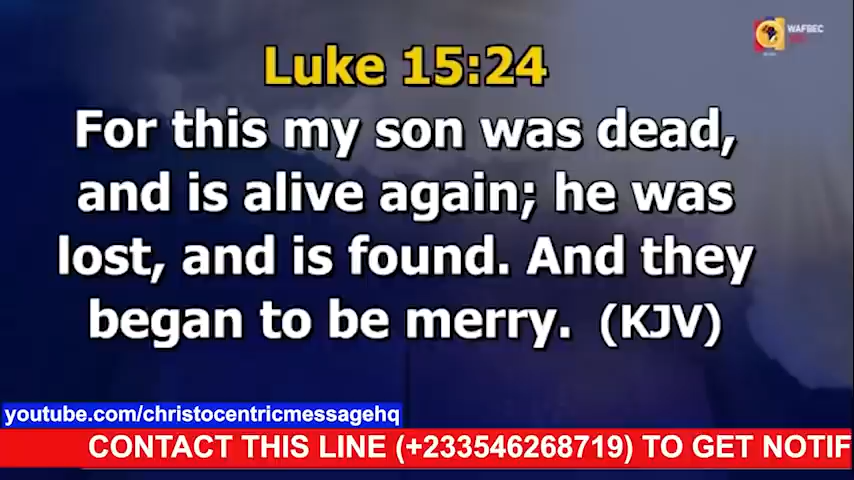 WAFBEC
Luke 15:24
For this my son was dead,
and is alive again; he was
lost, and is found. And they
began to be merry. (KJV)
youtube.com/christocentricmessagehq
CONTACT THIS LINE (+233546268719) TO GET NOTIF